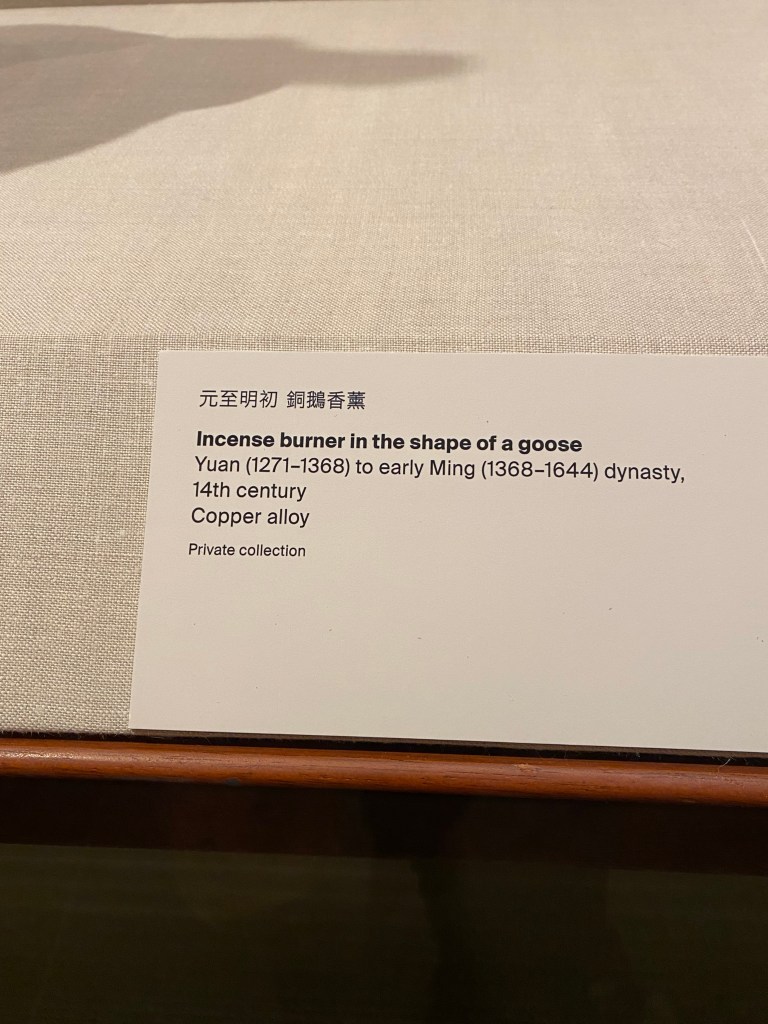 元至明初 銅鵝香薰
Incense burner in the shape of a goose
Yuan (1271–1368) to early Ming (1368–1644) dynasty,
14th century
Copper alloy
Private collection